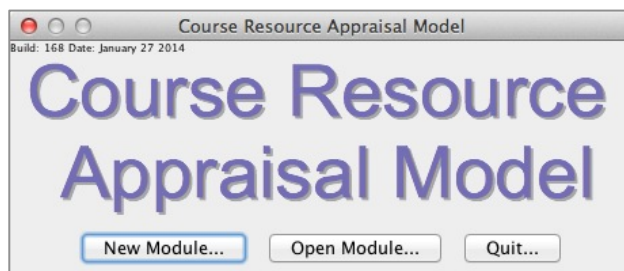 Course Resource Appraisal Model
Build: 168 Date: January 27 2014
Course Resource
Appraisal Model
New Module... Open Module... Quit...